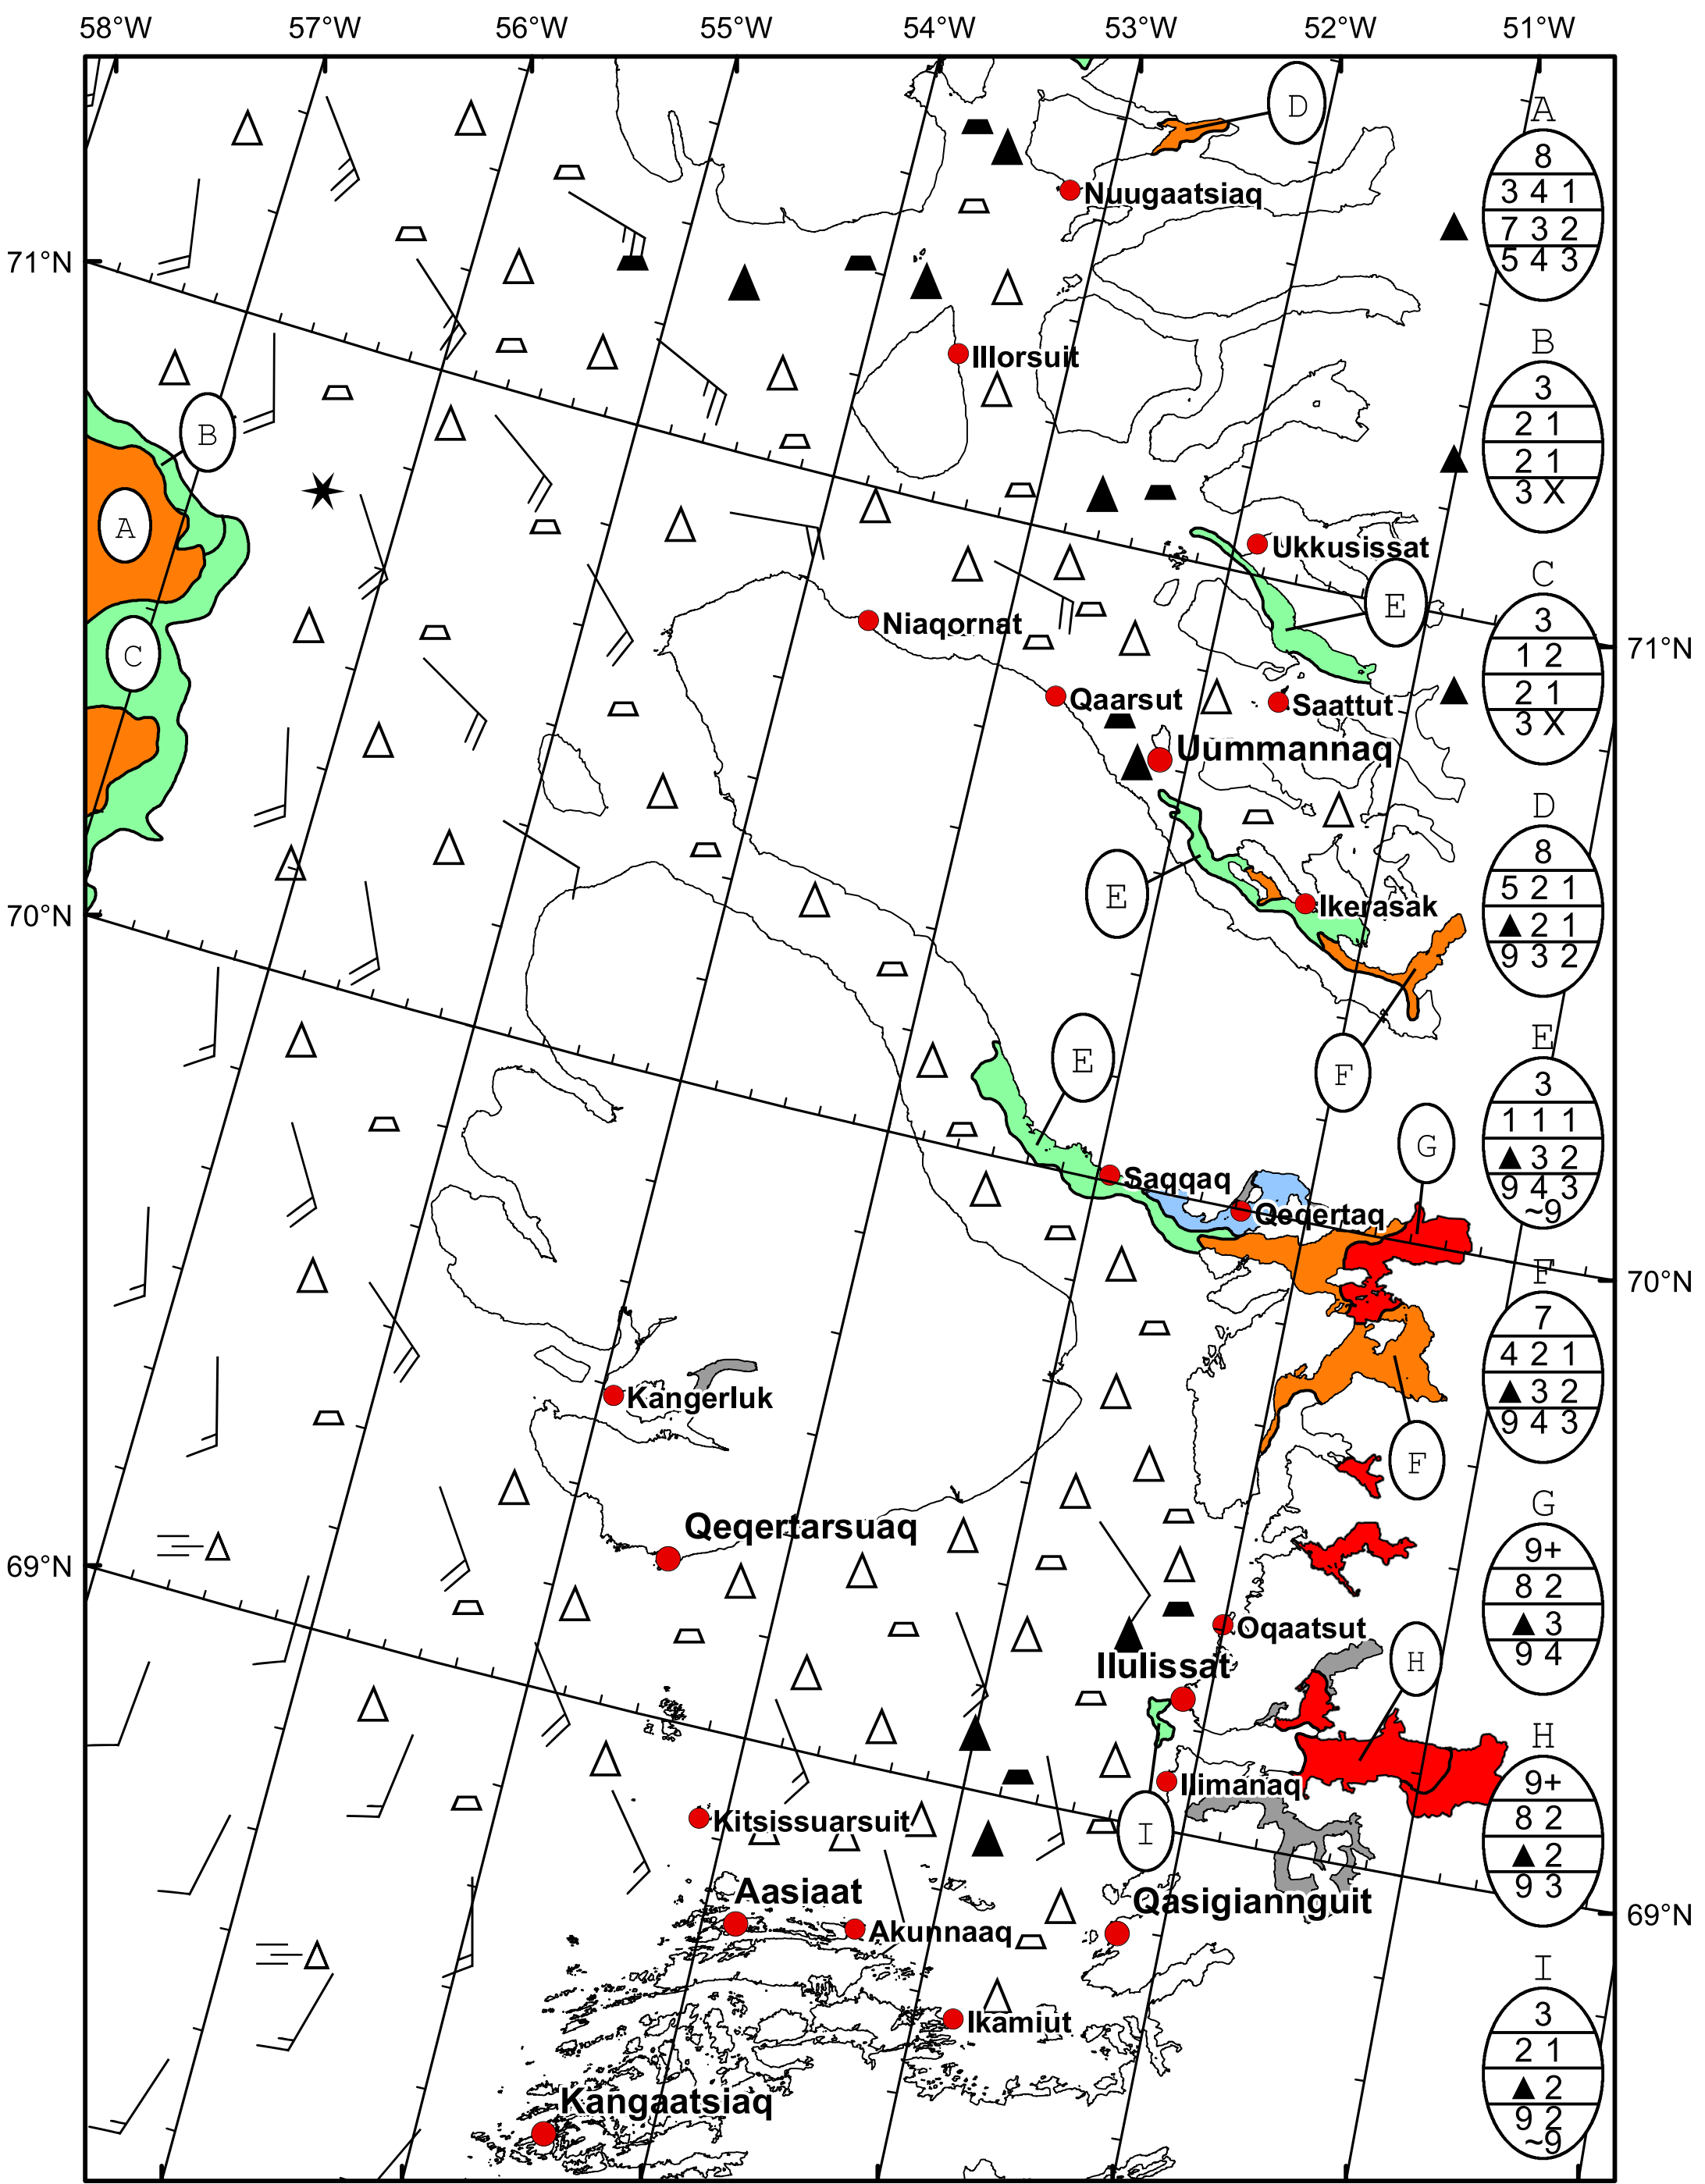 58°W 57°W 56°W 55°W 54°W 53°W 52°W 51°W
D
A
8
3 4 1
7 3 2
5 4 3
Nuugaatsiaq
71°N
Illorsuit
B
3
2 1
2 1
3 X
B
A
Ukkusissat
E
C
3
1 2
2 1
3 X
Niaqornat
C
71°N
Qaarsut
Saattut
Uummannaq
D
8
5 2 1
▲ 2 1
9 3 2
E
Ikerasak
70°N
E
F
E
3
1 1 1
▲ 3 2
9 4 3
~9
G
Saqqaq
Qeqertaq
70°N
F
7
4 2 1
▲ 3 2
9 4 3
Kangerluk
F
G
9+
8 2
▲ 3
9 4
Qeqertarsuaq
69°N
Oqaatsut
Ilulissat
H
H
9+
8 2
▲ 2
9 3
Ilimanaq
Kitsissuarsuit
I
Aasiaat
Qasigiannguit
Akunnaaq
69°N
I
3
2 1
▲ 2
9 2
~9
Ikamiut
Kangaatsiaq